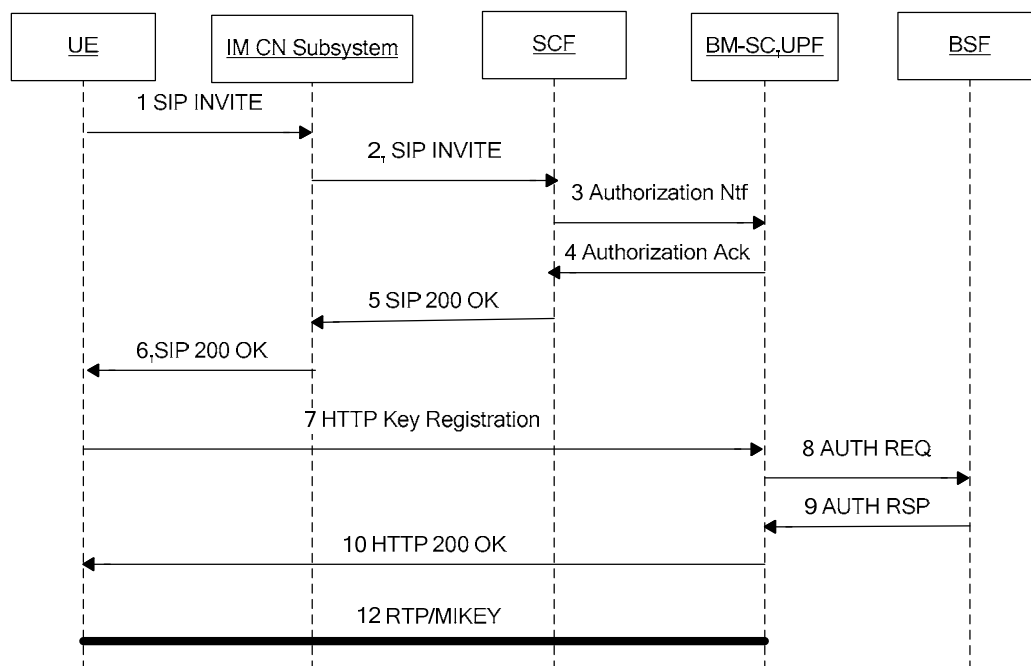 UE
IM CN Subsystem
SCF
BM-SC,UPF
BSF
1 SIP INVITE
2, SIP INVITE
3 Authorization Ntf
4 Authorization Ack
5 SIP 200 OK
6,SIP 200 OK
7 HTTP Key Registration
8 AUTH REQ
9 AUTH RSP
10 HTTP 200 OK
12 RTP/MIKEY